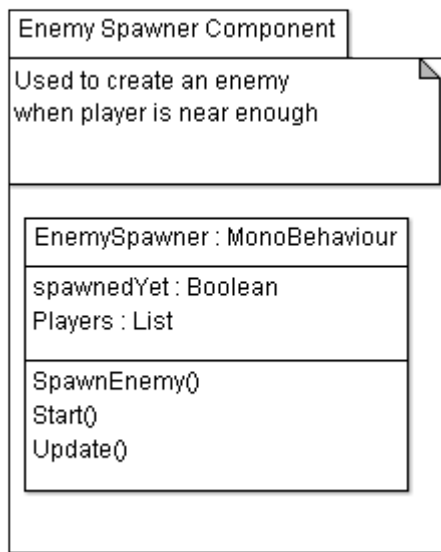 Enemy Spawner Component
Used to create an enemy
when player is near enough
EnemySpawner : MonoBehaviour
spawnedYet : Boolean
Players : List
SpawnEnemy()
Start()
Update()